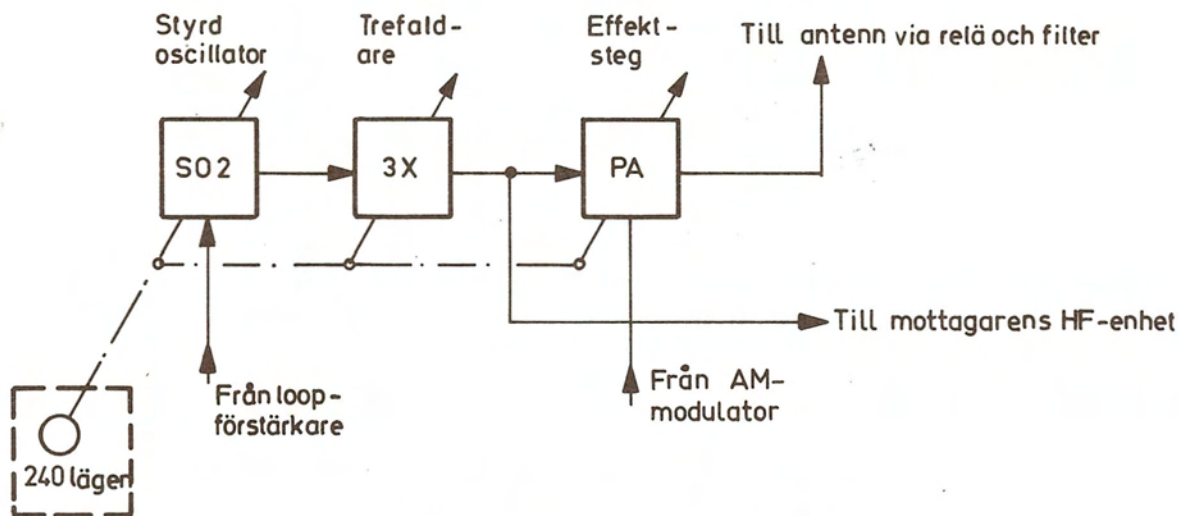 Styrd
oscillator
Trefald-
are
Effekt-
steg
Till antenn via relä och filter
SO2
3X
PA
Till mottagarens HF-enhet
Från loop-
förstärkare
Från AM-
modulator
240 lägen